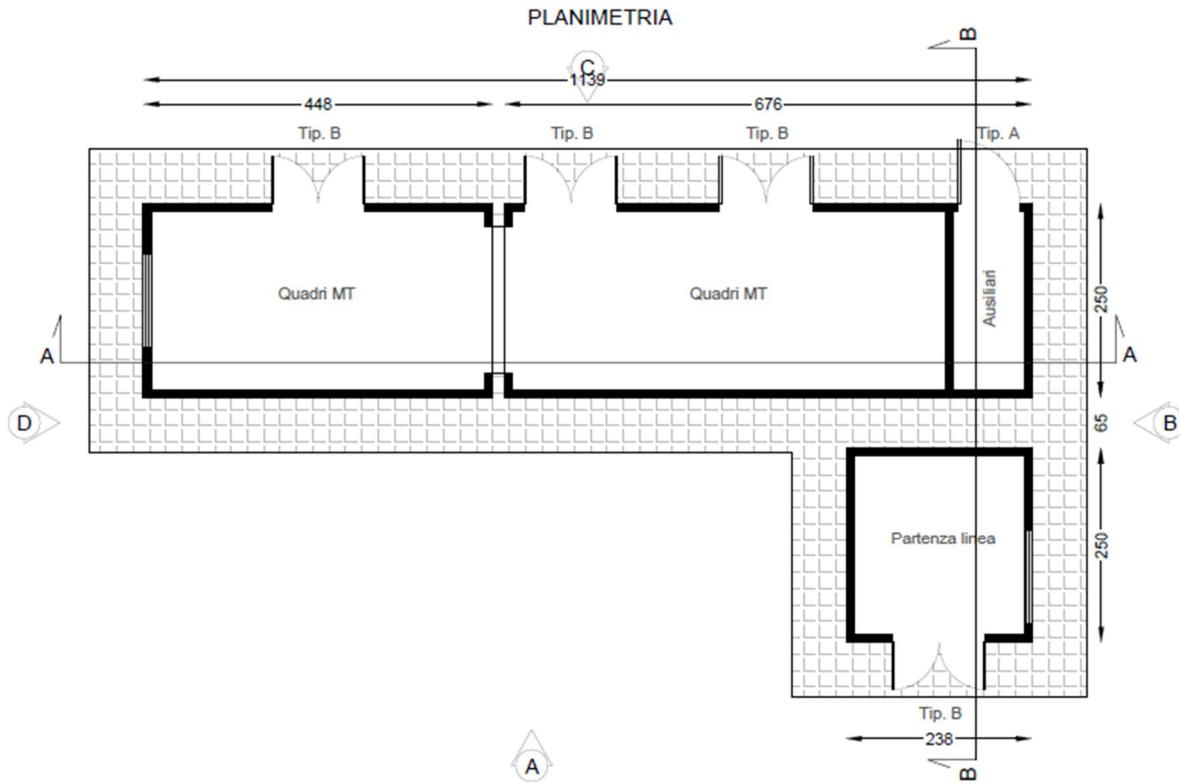 PLANIMETRIA
B
C
1139
448
676
Tip. B
Tip. B
Tip. B
Tip. A
Quadri MT
Quadri MT
Ausiliari
250
A
A
D
65
B
Partenza linea
250
Tip. B
238
A
B